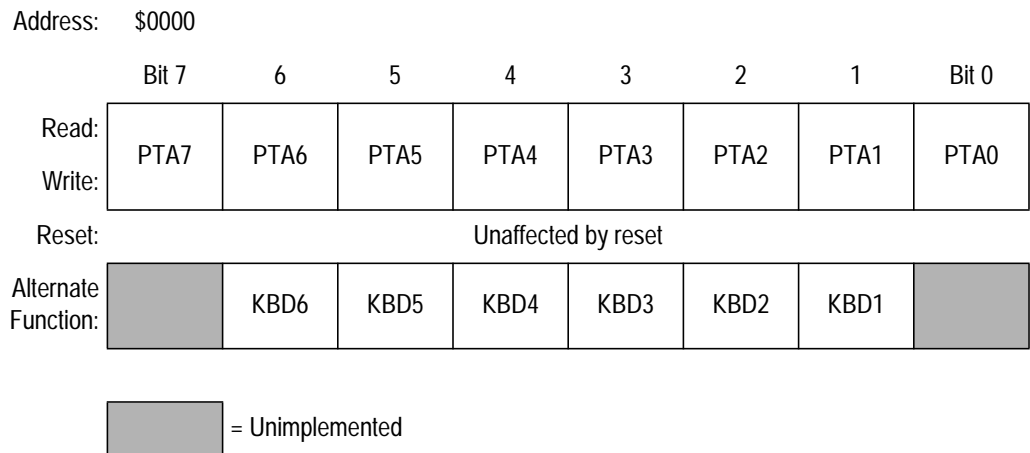 Address: $0000
Bit 7 6 5 4 3 2 1 Bit 0
Read:
PTA7 PTA6 PTA5 PTA4 PTA3 PTA2 PTA1 PTA0
Write:
Reset: Unaffected by reset
Alternate
Function:
KBD6 KBD5 KBD4 KBD3 KBD2 KBD1
= Unimplemented